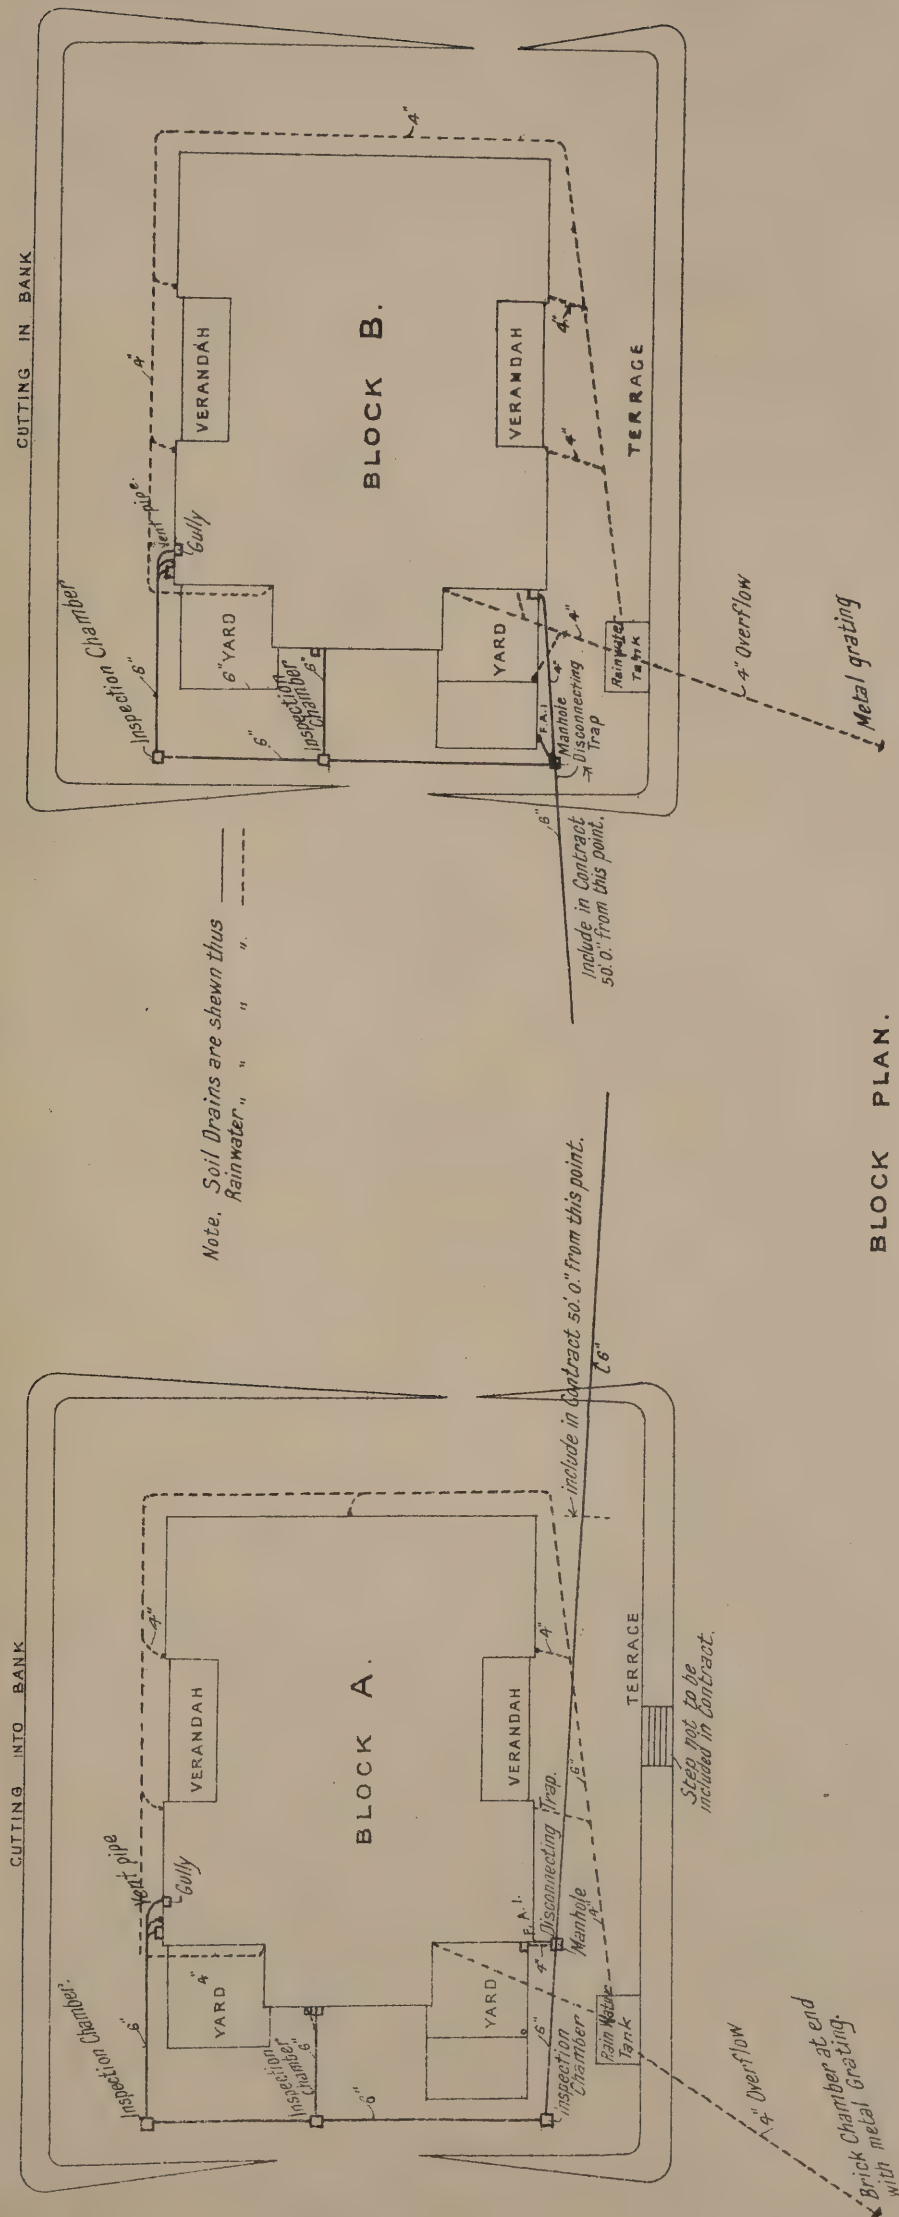 CUTTING INTO BANK
Inspection Chamber.
6"
Vent pipe
Gully
4"
YARD
4"
VERANDAH
Inspection
Chamber
6"
6"
BLOCK A.
YARD
VERANDAH
F.A.I.
4"
Disconnecting Trap.
Manhole
4"
4"
6"
6"
Inspection
Chamber
Rain Water
Tank
TERRACE
include in Contract 50'.0." from this point.
6"
Step not to be
included in Contract.
4" Overflow
Brick Chamber at end
with metal Grating.
Note. Soil Drains are shewn thus
Rainwater " " " "
CUTTING IN BANK
Inspection Chamber
6"
Vent pipe.
Gully
4"
4"
6" YARD
VERANDAH
6"
Inspection
Chamber
6"
BLOCK B.
YARD
VERANDAH
F.A.I.
4"
4"
4"
4"
Manhole
Disconnecting
Trap
Rainwater
Tank
TERRACE
6"
Include in Contract
50'.0." from this point.
4" Overflow
Metal grating
BLOCK PLAN.